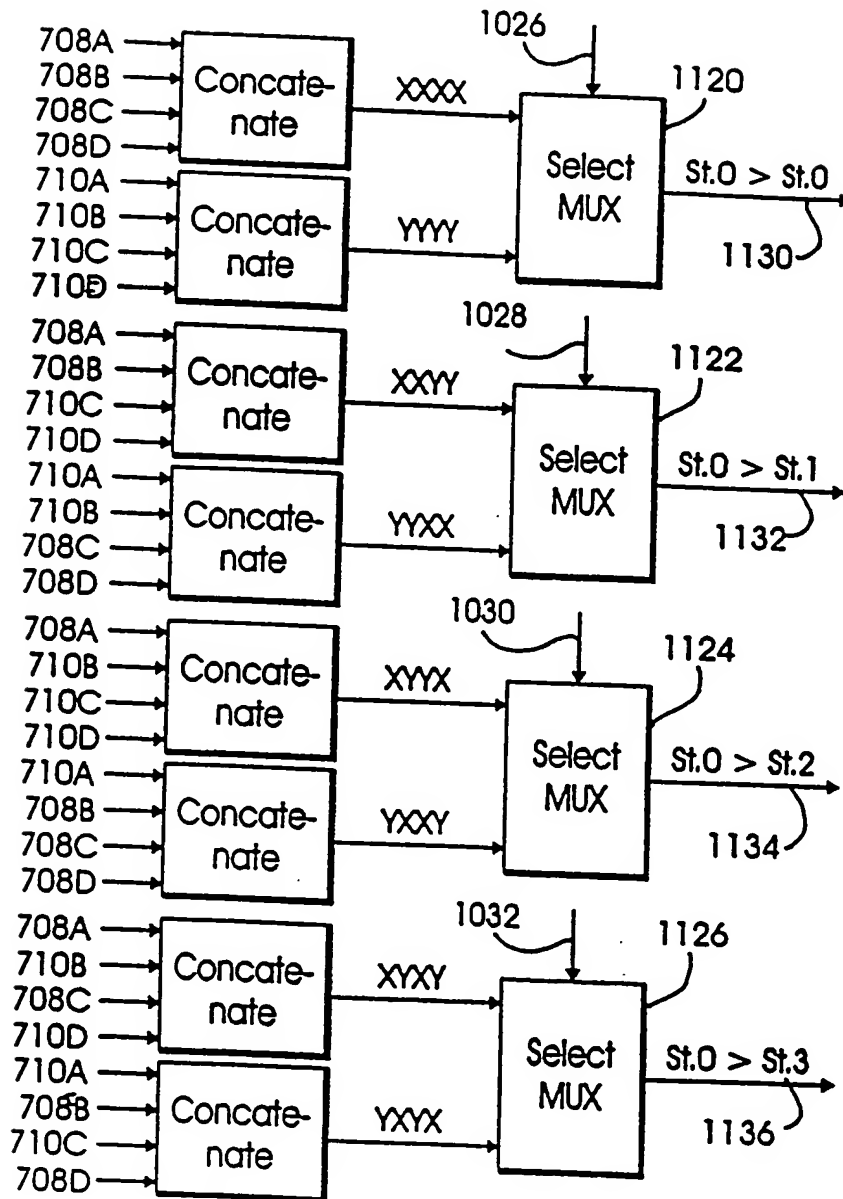 708A
708B
708C
708D
Concate-
nate
XXXX
1026
1120
710A
710B
710C
710D
Concate-
nate
YYYY
Select
MUX
St.0 > St.0
1130
708A
708B
710C
710D
Concate-
nate
XXYY
1028
1122
710A
710B
708C
708D
Concate-
nate
YYXX
Select
MUX
St.0 > St.1
1132
708A
710B
710C
710D
Concate-
nate
XYYX
1030
1124
710A
708B
708C
708D
Concate-
nate
YXXY
Select
MUX
St.0 > St.2
1134
708A
710B
708C
710D
Concate-
nate
XYXY
1032
1126
710A
708B
710C
708D
Concate-
nate
YXYX
Select
MUX
St.0 > St.3
1136